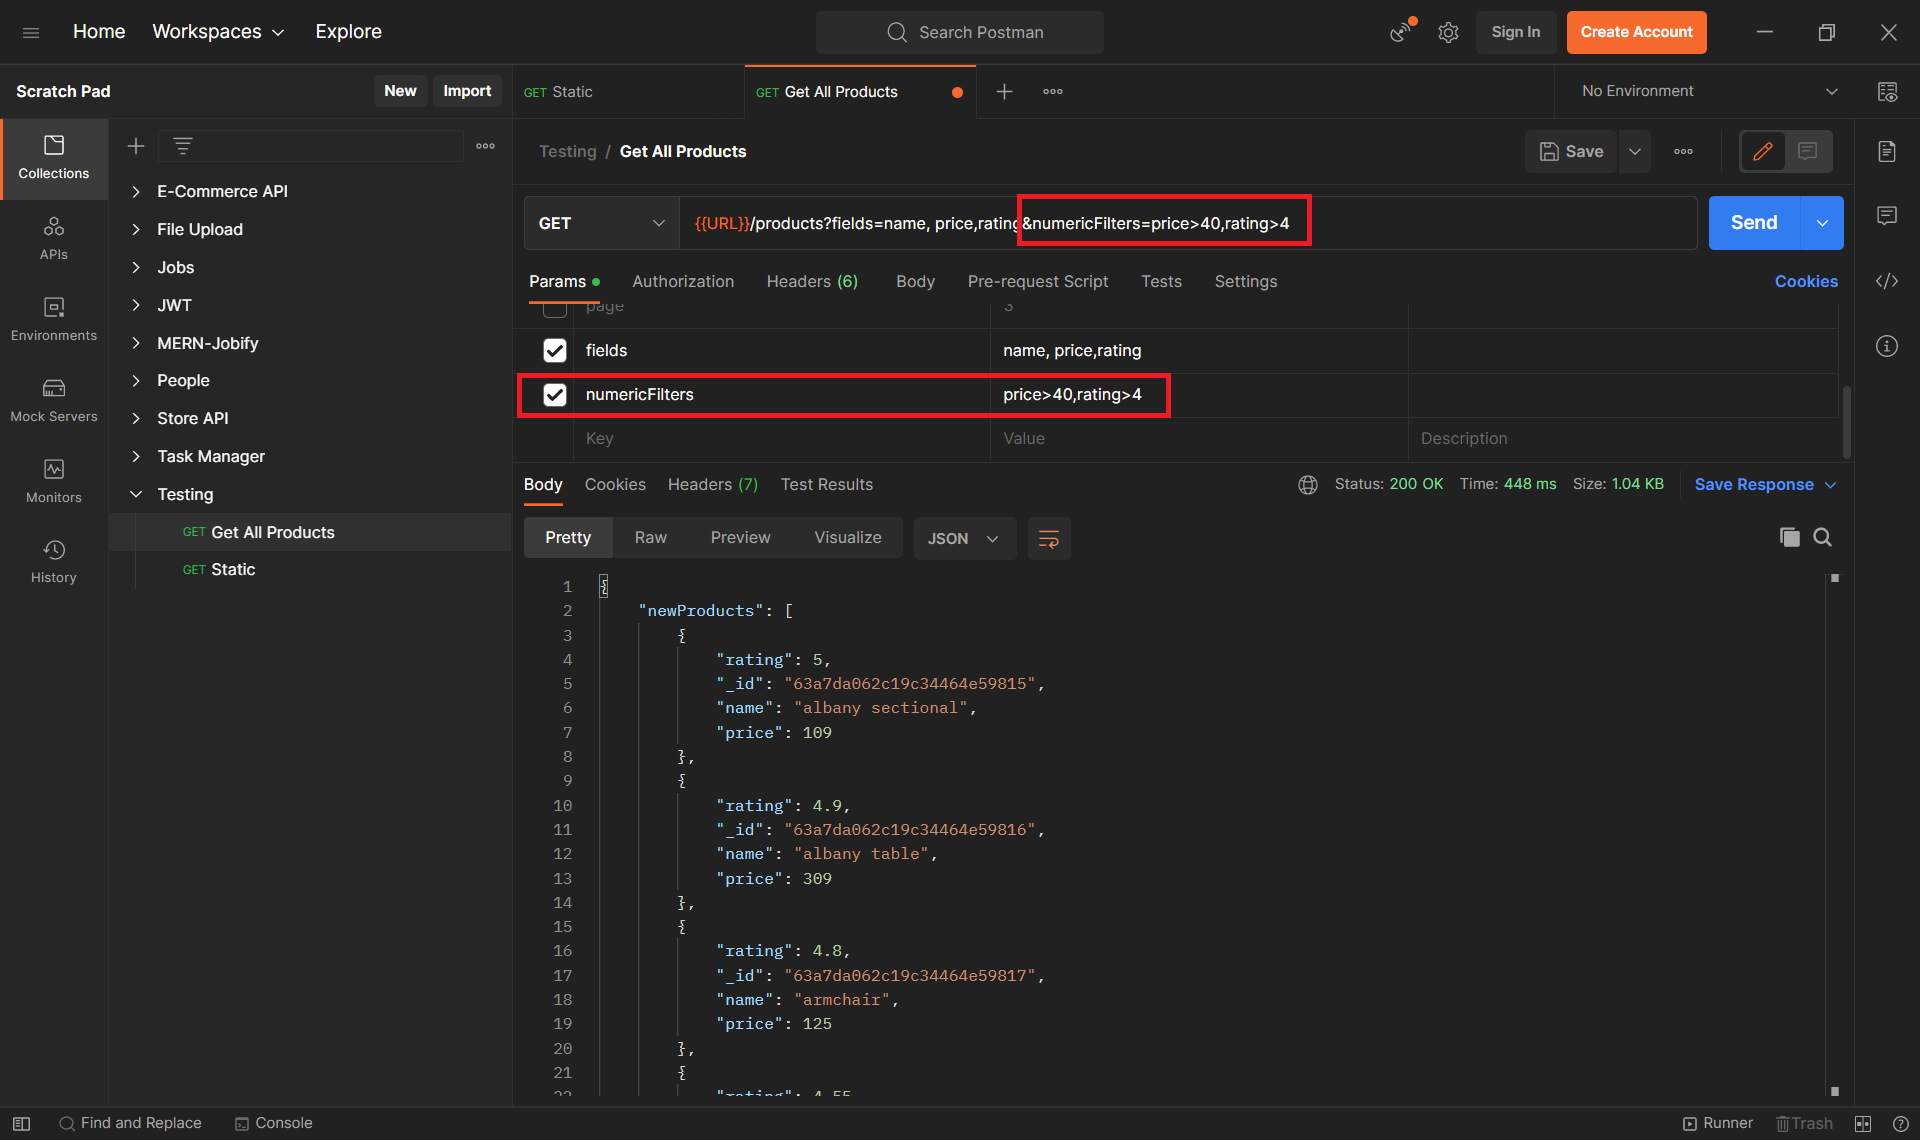 Home Workspaces Explore
Search Postman
Sign In Create Account
Scratch Pad New Import
GET Static
GET Get All Products
No Environment
Collections
APIs
Environments
Mock Servers
Monitors
History
E-Commerce API
File Upload
Jobs
JWT
MERN-Jobify
People
Store API
Task Manager
Testing
GET Get All Products
GET Static
Testing / Get All Products
Save
GET {{URL}}/products?fields=name, price,rating&numericFilters=price>40,rating>4
Send
Params Authorization Headers (6) Body Pre-request Script Tests Settings Cookies
page 3
fields name, price,rating
numericFilters price>40,rating>4
Key Value Description
Body Cookies Headers (7) Test Results
Status: 200 OK Time: 448 ms Size: 1.04 KB Save Response
Pretty Raw Preview Visualize JSON
1 {
2 "newProducts": [
3 {
4 "rating": 5,
5 "_id": "63a7da062c19c34464e59815",
6 "name": "albany sectional",
7 "price": 109
8 },
9 {
10 "rating": 4.9,
11 "_id": "63a7da062c19c34464e59816",
12 "name": "albany table",
13 "price": 309
14 },
15 {
16 "rating": 4.8,
17 "_id": "63a7da062c19c34464e59817",
18 "name": "armchair",
19 "price": 125
20 },
21 {
22 "rating": 4.55
Find and Replace Console
Runner Trash